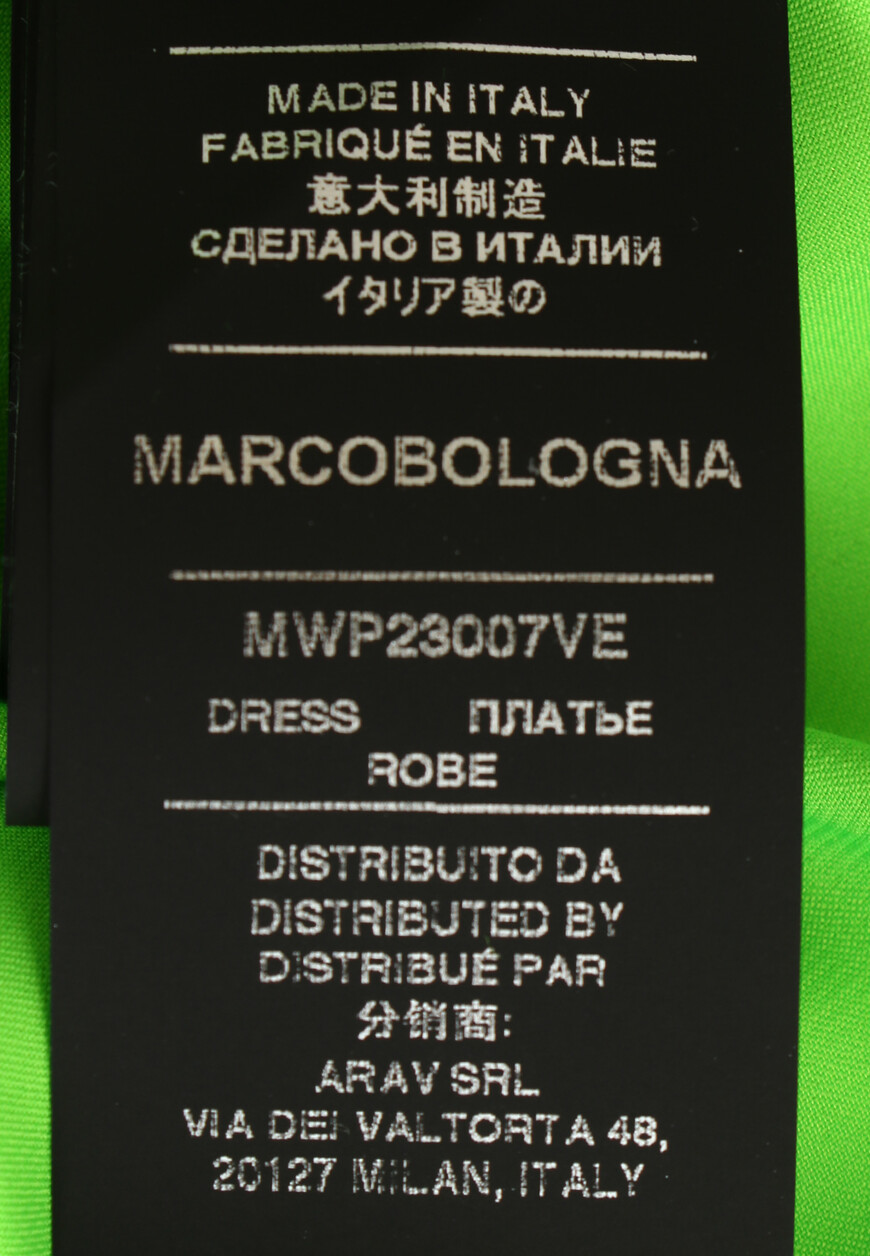 MADE IN ITALY
FABRIQUÉ EN ITALIE
意大利制造
СДЕЛАНО В ИТАЛИИ
イタリア製の
MARCOBOLOGNA
MWP23007VE
DRESS ПЛАТЬЕ
ROBE
DISTRIBUITO DA
DISTRIBUTED BY
DISTRIBUÉ PAR
分销商:
ARAV SRL
VIA DEI VALTORTA 48,
20127 MILAN, ITALY